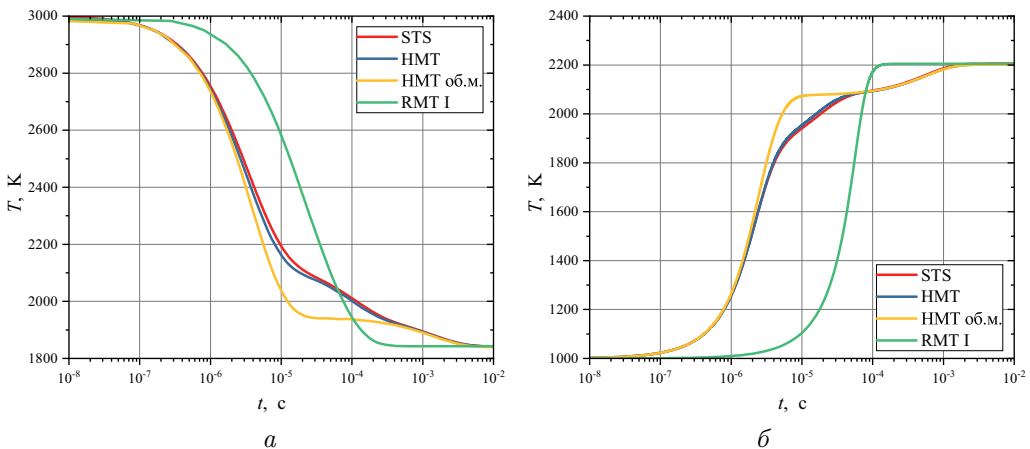 3000
2800
2600
2400
2200
2000
1800
T, K
STS
HMT
HMT об.м.
RMT I
10⁻⁸ 10⁻⁷ 10⁻⁶ 10⁻⁵ 10⁻⁴ 10⁻³ 10⁻²
t, с
а
2400
2200
2000
1800
1600
1400
1200
1000
T, K
STS
HMT
HMT об.м.
RMT I
10⁻⁸ 10⁻⁷ 10⁻⁶ 10⁻⁵ 10⁻⁴ 10⁻³ 10⁻²
t, с
б